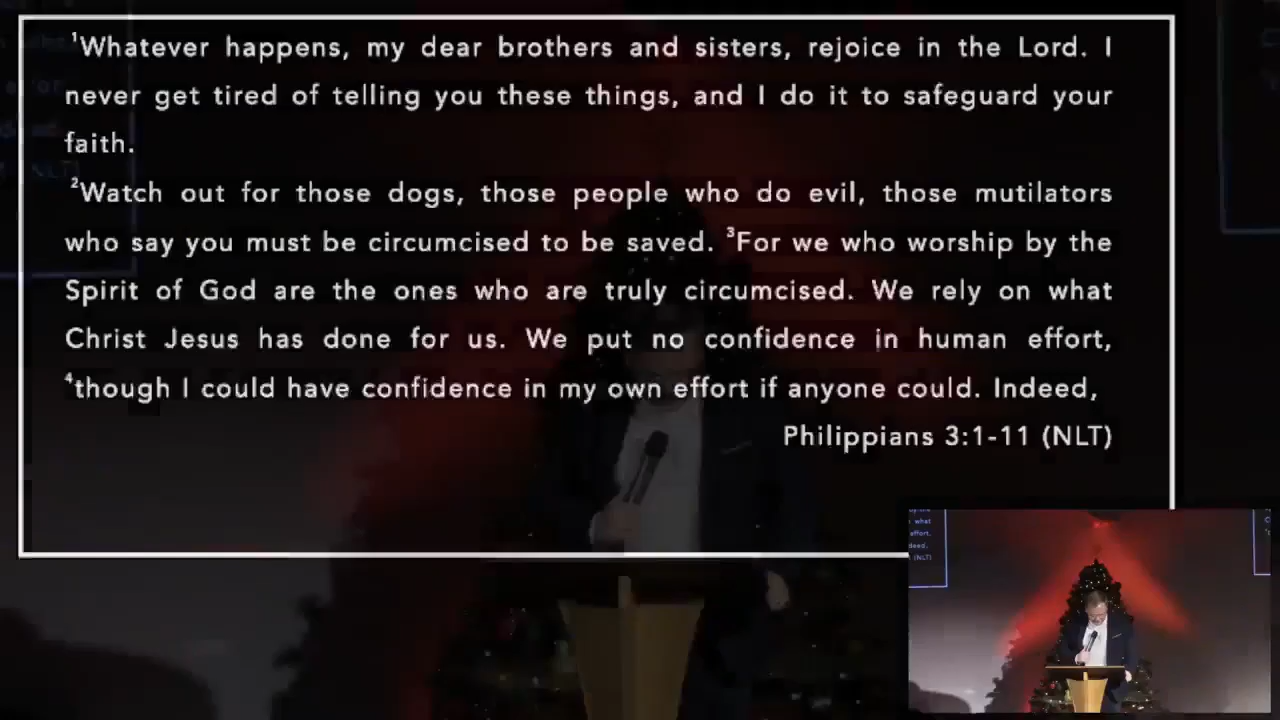 ¹Whatever happens, my dear brothers and sisters, rejoice in the Lord. I
never get tired of telling you these things, and I do it to safeguard your
faith.
²Watch out for those dogs, those people who do evil, those mutilators
who say you must be circumcised to be saved. ³For we who worship by the
Spirit of God are the ones who are truly circumcised. We rely on what
Christ Jesus has done for us. We put no confidence in human effort,
⁴though I could have confidence in my own effort if anyone could. Indeed,
Philippians 3:1-11 (NLT)
what
effort.
(NLT)